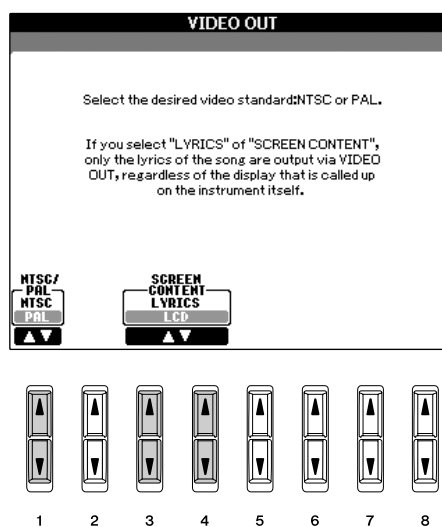 VIDEO OUT
Select the desired video standard:NTSC or PAL.
If you select "LYRICS" of "SCREEN CONTENT",
only the lyrics of the song are output via VIDEO
OUT, regardless of the display that is called up
on the instrument itself.
NTSC/
PAL
NTSC
PAL
SCREEN
CONTENT
LYRICS
LCD
1 2 3 4 5 6 7 8